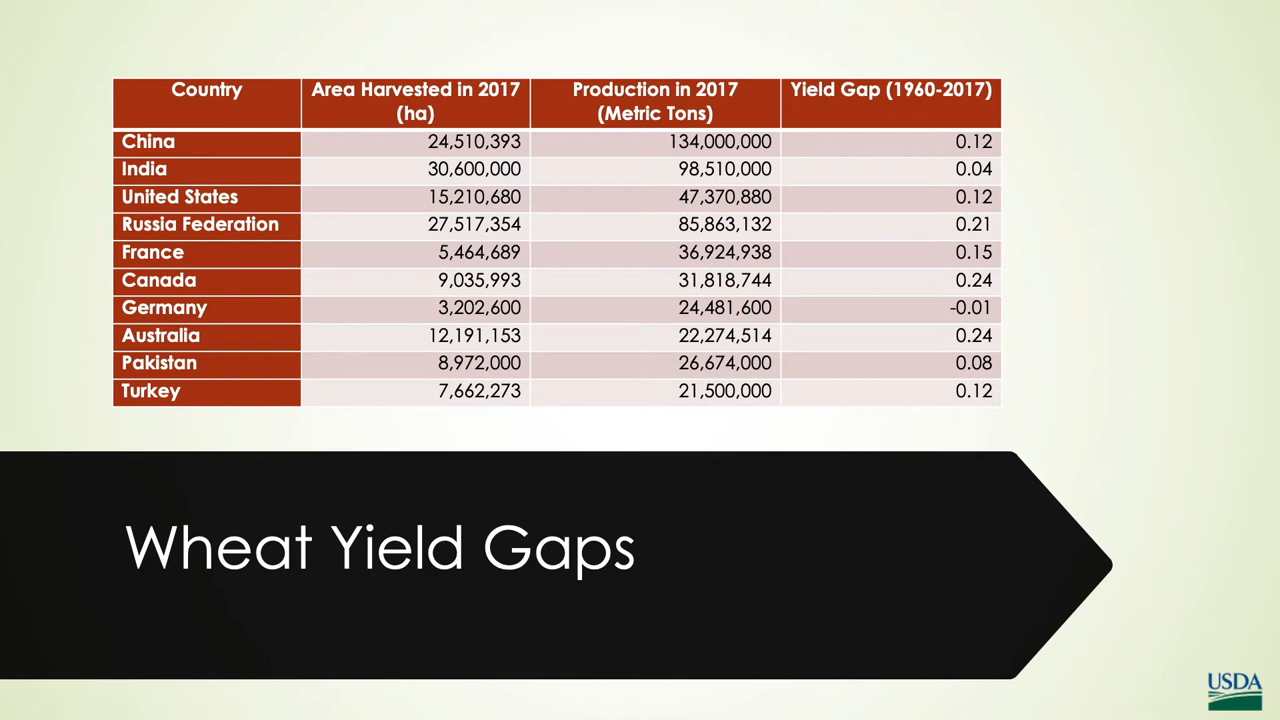 Country Area Harvested in 2017 (ha) Production in 2017 (Metric Tons) Yield Gap (1960-2017)
China 24,510,393 134,000,000 0.12
India 30,600,000 98,510,000 0.04
United States 15,210,680 47,370,880 0.12
Russia Federation 27,517,354 85,863,132 0.21
France 5,464,689 36,924,938 0.15
Canada 9,035,993 31,818,744 0.24
Germany 3,202,600 24,481,600 -0.01
Australia 12,191,153 22,274,514 0.24
Pakistan 8,972,000 26,674,000 0.08
Turkey 7,662,273 21,500,000 0.12
Wheat Yield Gaps
USDA